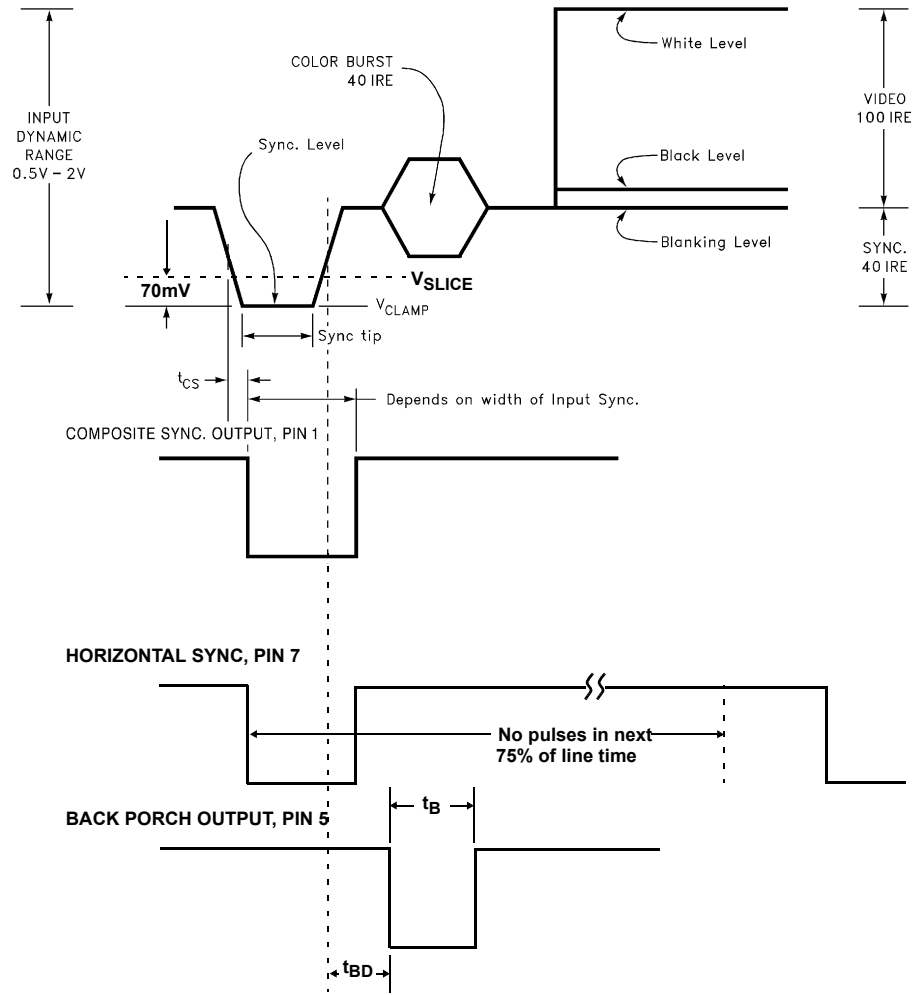 White Level
COLOR BURST
40 IRE
INPUT
DYNAMIC
RANGE
0.5V – 2V
VIDEO
100 IRE
Sync. Level
Black Level
Blanking Level
SYNC.
40 IRE
VSLICE
70mV
VCLAMP
Sync tip
tCS
Depends on width of Input Sync.
COMPOSITE SYNC. OUTPUT, PIN 1
HORIZONTAL SYNC, PIN 7
No pulses in next
75% of line time
tB
BACK PORCH OUTPUT, PIN 5
tBD